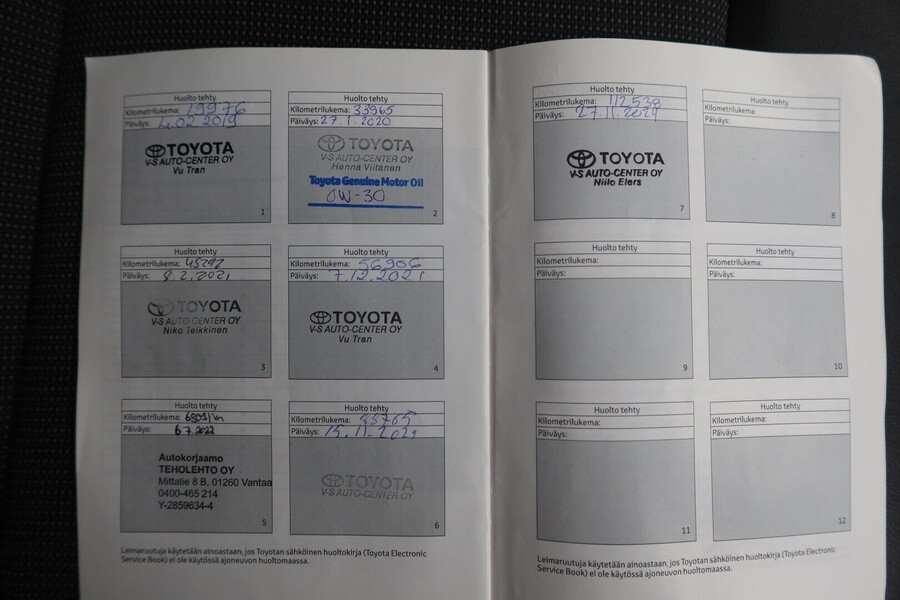 Huolto tehty
Kilometrilukema: 19976
Päiväys: 4.02 2019
TOYOTA
V-S AUTO-CENTER OY
Vu Tran
1
Huolto tehty
Kilometrilukema: 33965
Päiväys: 27.1.2020
TOYOTA
V-S AUTO-CENTER OY
Henna Viitanen
Toyota Genuine Motor Oil
0W-30
2
Huolto tehty
Kilometrilukema:
Päiväys: 8.2.2021
TOYOTA
V-S AUTO-CENTER OY
Niko Teikkinen
3
Huolto tehty
Kilometrilukema: 56906
Päiväys: 7.12.2021
TOYOTA
V-S AUTO-CENTER OY
Vu Tran
4
Huolto tehty
Kilometrilukema:
Päiväys: 6.7.2022
Autokorjaamo
TEHOLEHTO OY
Mittatie 8 B, 01260 Vantaa
0400-465 214
Y-2859634-4
5
Huolto tehty
Kilometrilukema:
Päiväys:
TOYOTA
V-S AUTO-CENTER OY
6
Leimaruutuja käytetään ainoastaan, jos Toyotan sähköinen huoltokirja (Toyota Electronic
Service Book) ei ole käytössä ajoneuvon huoltomaassa.
Huolto tehty
Kilometrilukema: 112539
Päiväys: 27.11.2024
TOYOTA
V-S AUTO-CENTER OY
Niilo Elers
7
Huolto tehty
Kilometrilukema:
Päiväys:
8
Huolto tehty
Kilometrilukema:
Päiväys:
9
Huolto tehty
Kilometrilukema:
Päiväys:
10
Huolto tehty
Kilometrilukema:
Päiväys:
11
Huolto tehty
Kilometrilukema:
Päiväys:
12
Leimaruutuja käytetään ainoastaan, jos Toyotan sähköinen huoltokirja (Toyota Electronic
Service Book) ei ole käytössä ajoneuvon huoltomaassa.